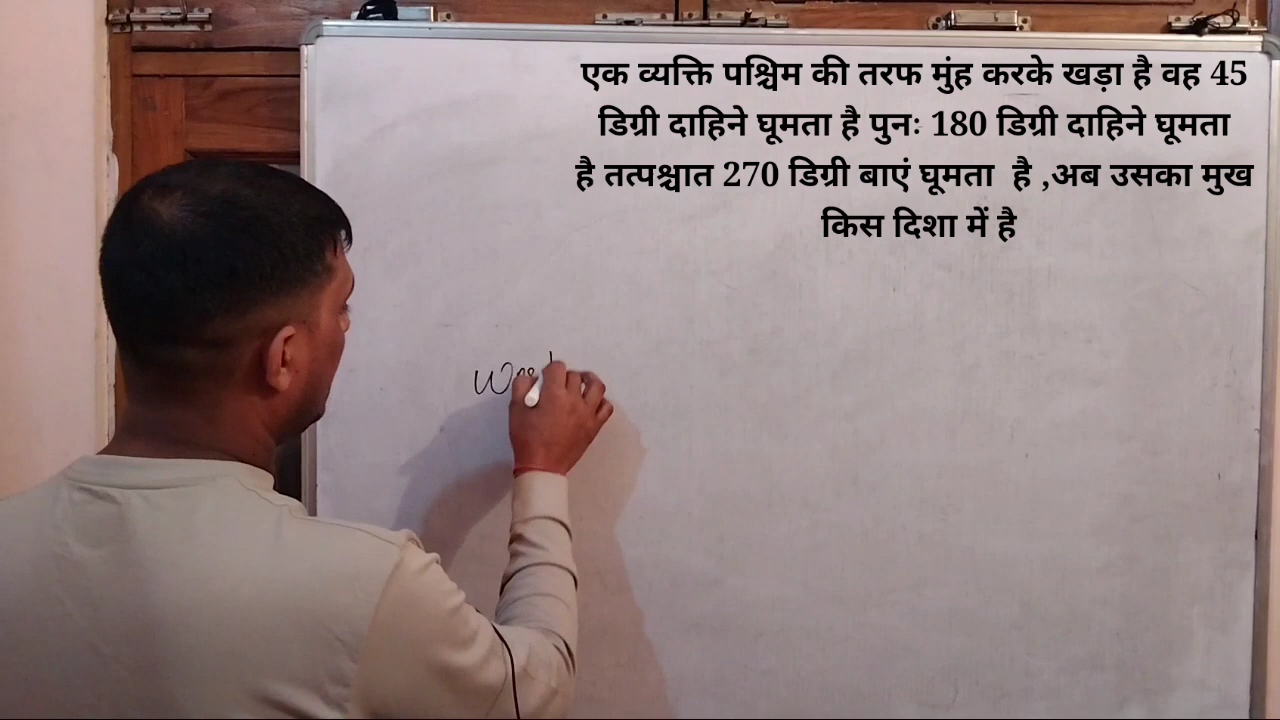 एक व्यक्ति पश्चिम की तरफ मुंह करके खड़ा है वह 45
डिग्री दाहिने घूमता है पुनः 180 डिग्री दाहिने घूमता
है तत्पश्चात 270 डिग्री बाएं घूमता है ,अब उसका मुख
किस दिशा में है